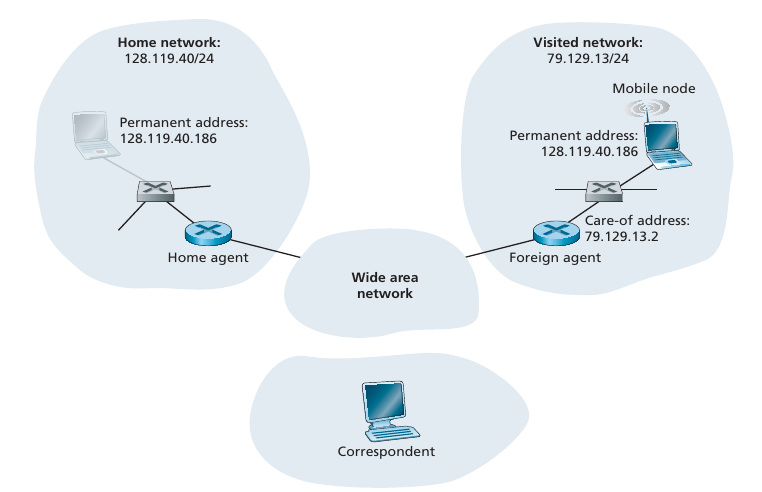 Home network:
128.119.40/24
Visited network:
79.129.13/24
Mobile node
Permanent address:
128.119.40.186
Permanent address:
128.119.40.186
Care-of address:
79.129.13.2
Home agent
Foreign agent
Wide area
network
Correspondent